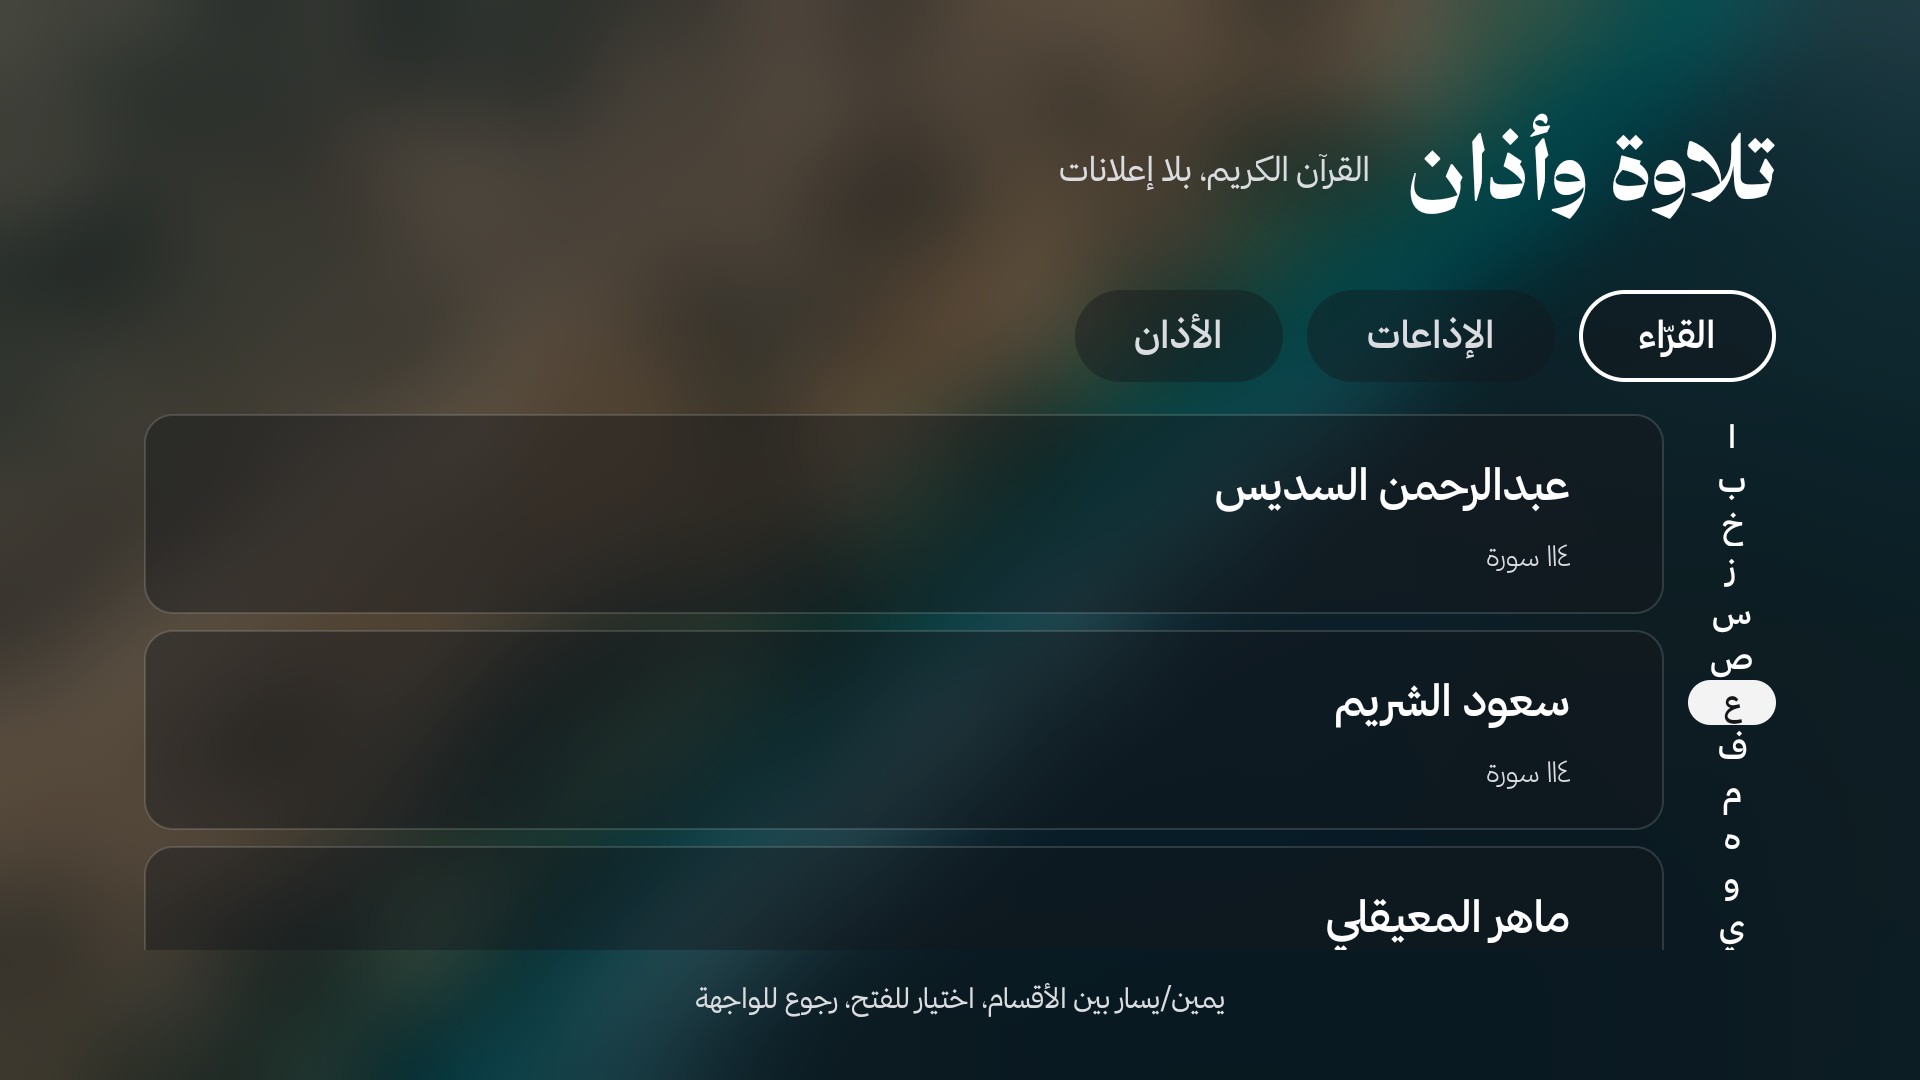 تلاوة وأذان
القرآن الكريم، بلا إعلانات
القرّاء
الإذاعات
الأذان
ا
ب
خ
ز
س
ص
ع
ف
م
ه
و
ي
عبدالرحمن السديس
١١٤ سورة
سعود الشريم
١١٤ سورة
ماهر المعيقلي
يمين/يسار بين الأقسام، اختيار للفتح، رجوع للواجهة